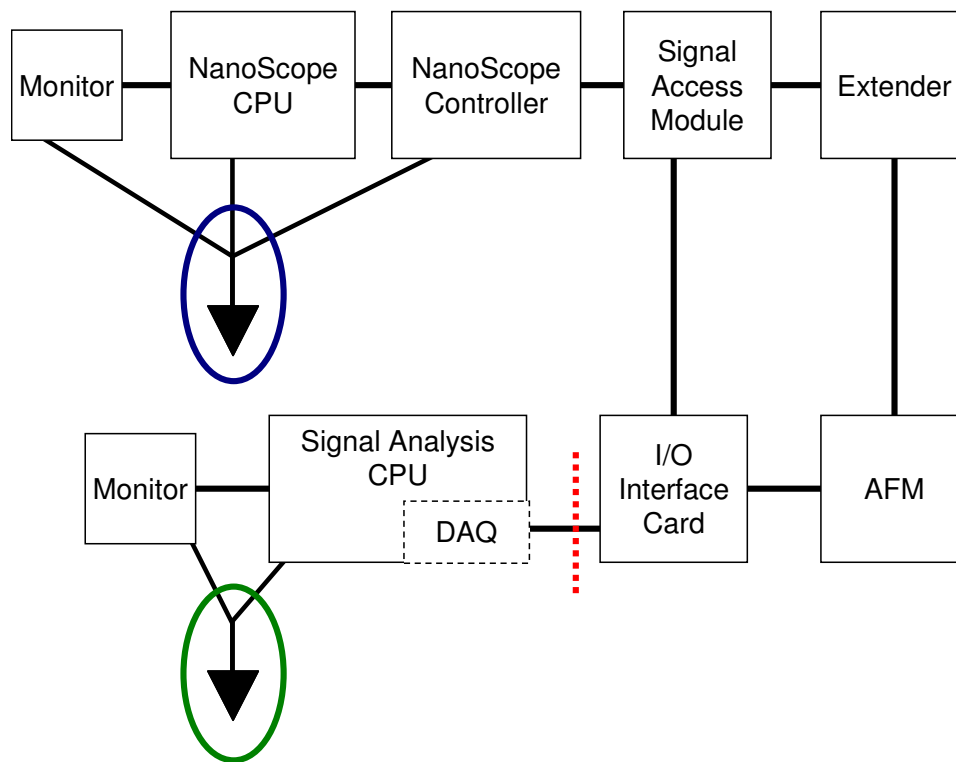 Monitor
NanoScope
CPU
NanoScope
Controller
Signal
Access
Module
Extender
Monitor
Signal Analysis
CPU
DAQ
I/O
Interface
Card
AFM